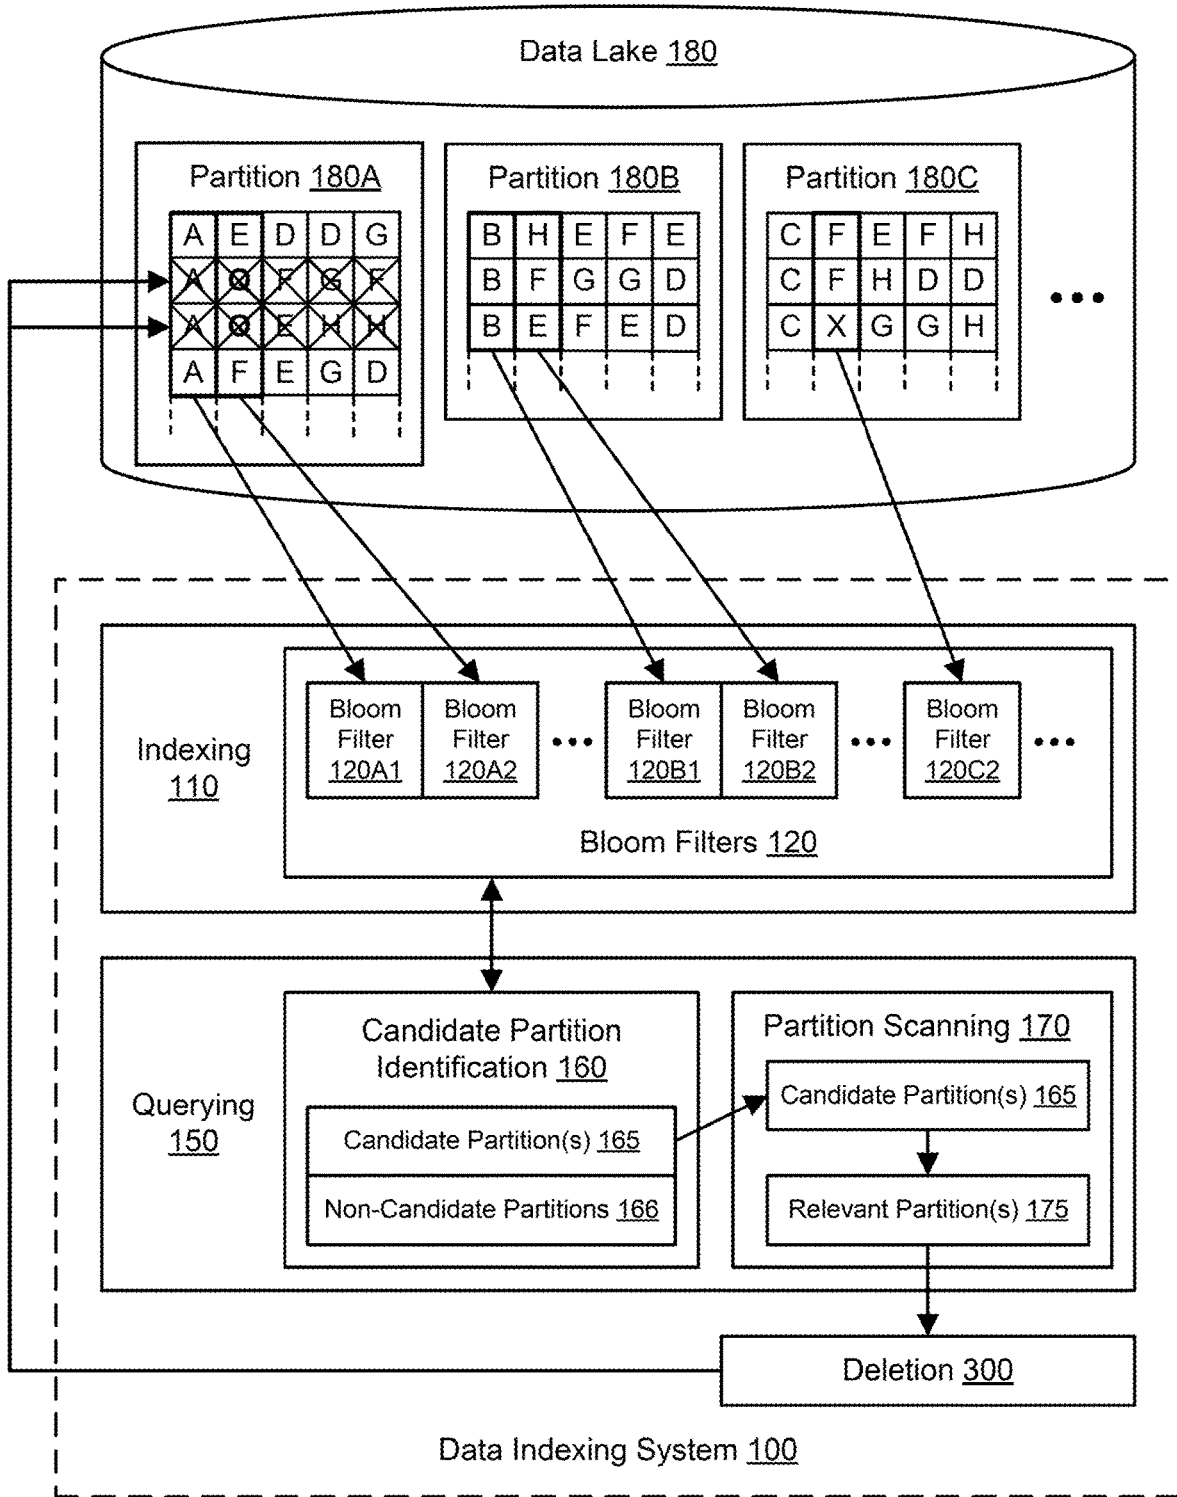 Data Lake 180
Partition 180A
A E D D G
A O F G F
A O E H H
A F E G D
Partition 180B
B H E F E
B F G G D
B E F E D
Partition 180C
C F E F H
C F H D D
C X G G H
Indexing
110
Bloom
Filter
120A1
Bloom
Filter
120A2
Bloom
Filter
120B1
Bloom
Filter
120B2
Bloom
Filter
120C2
Bloom Filters 120
Querying
150
Candidate Partition
Identification 160
Candidate Partition(s) 165
Non-Candidate Partitions 166
Partition Scanning 170
Candidate Partition(s) 165
Relevant Partition(s) 175
Deletion 300
Data Indexing System 100